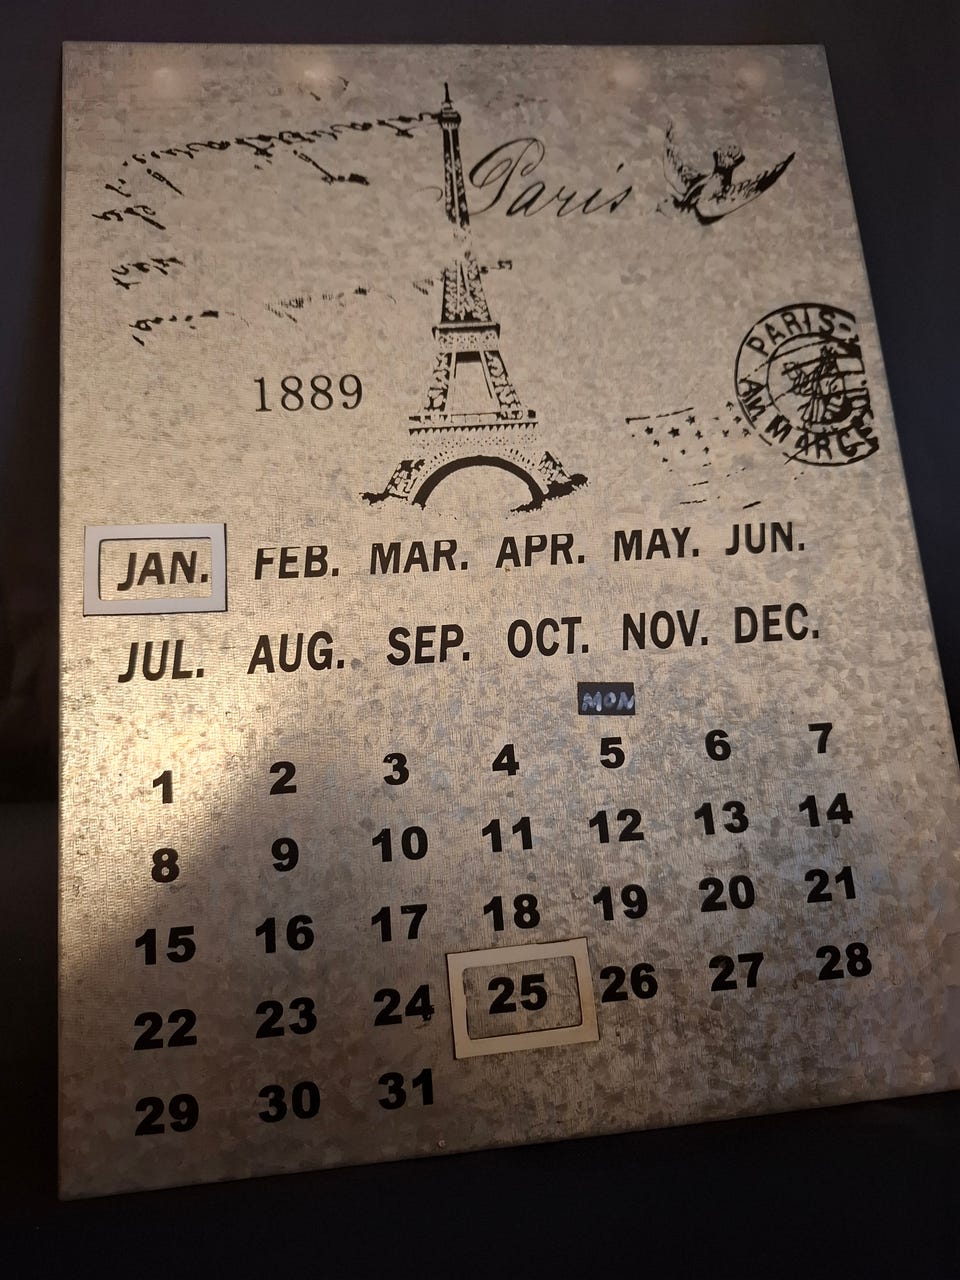 Paris
PARIS
1889
JAN. FEB. MAR. APR. MAY. JUN.
JUL. AUG. SEP. OCT. NOV. DEC.
MON
1 2 3 4 5 6 7
8 9 10 11 12 13 14
15 16 17 18 19 20 21
22 23 24 25 26 27 28
29 30 31